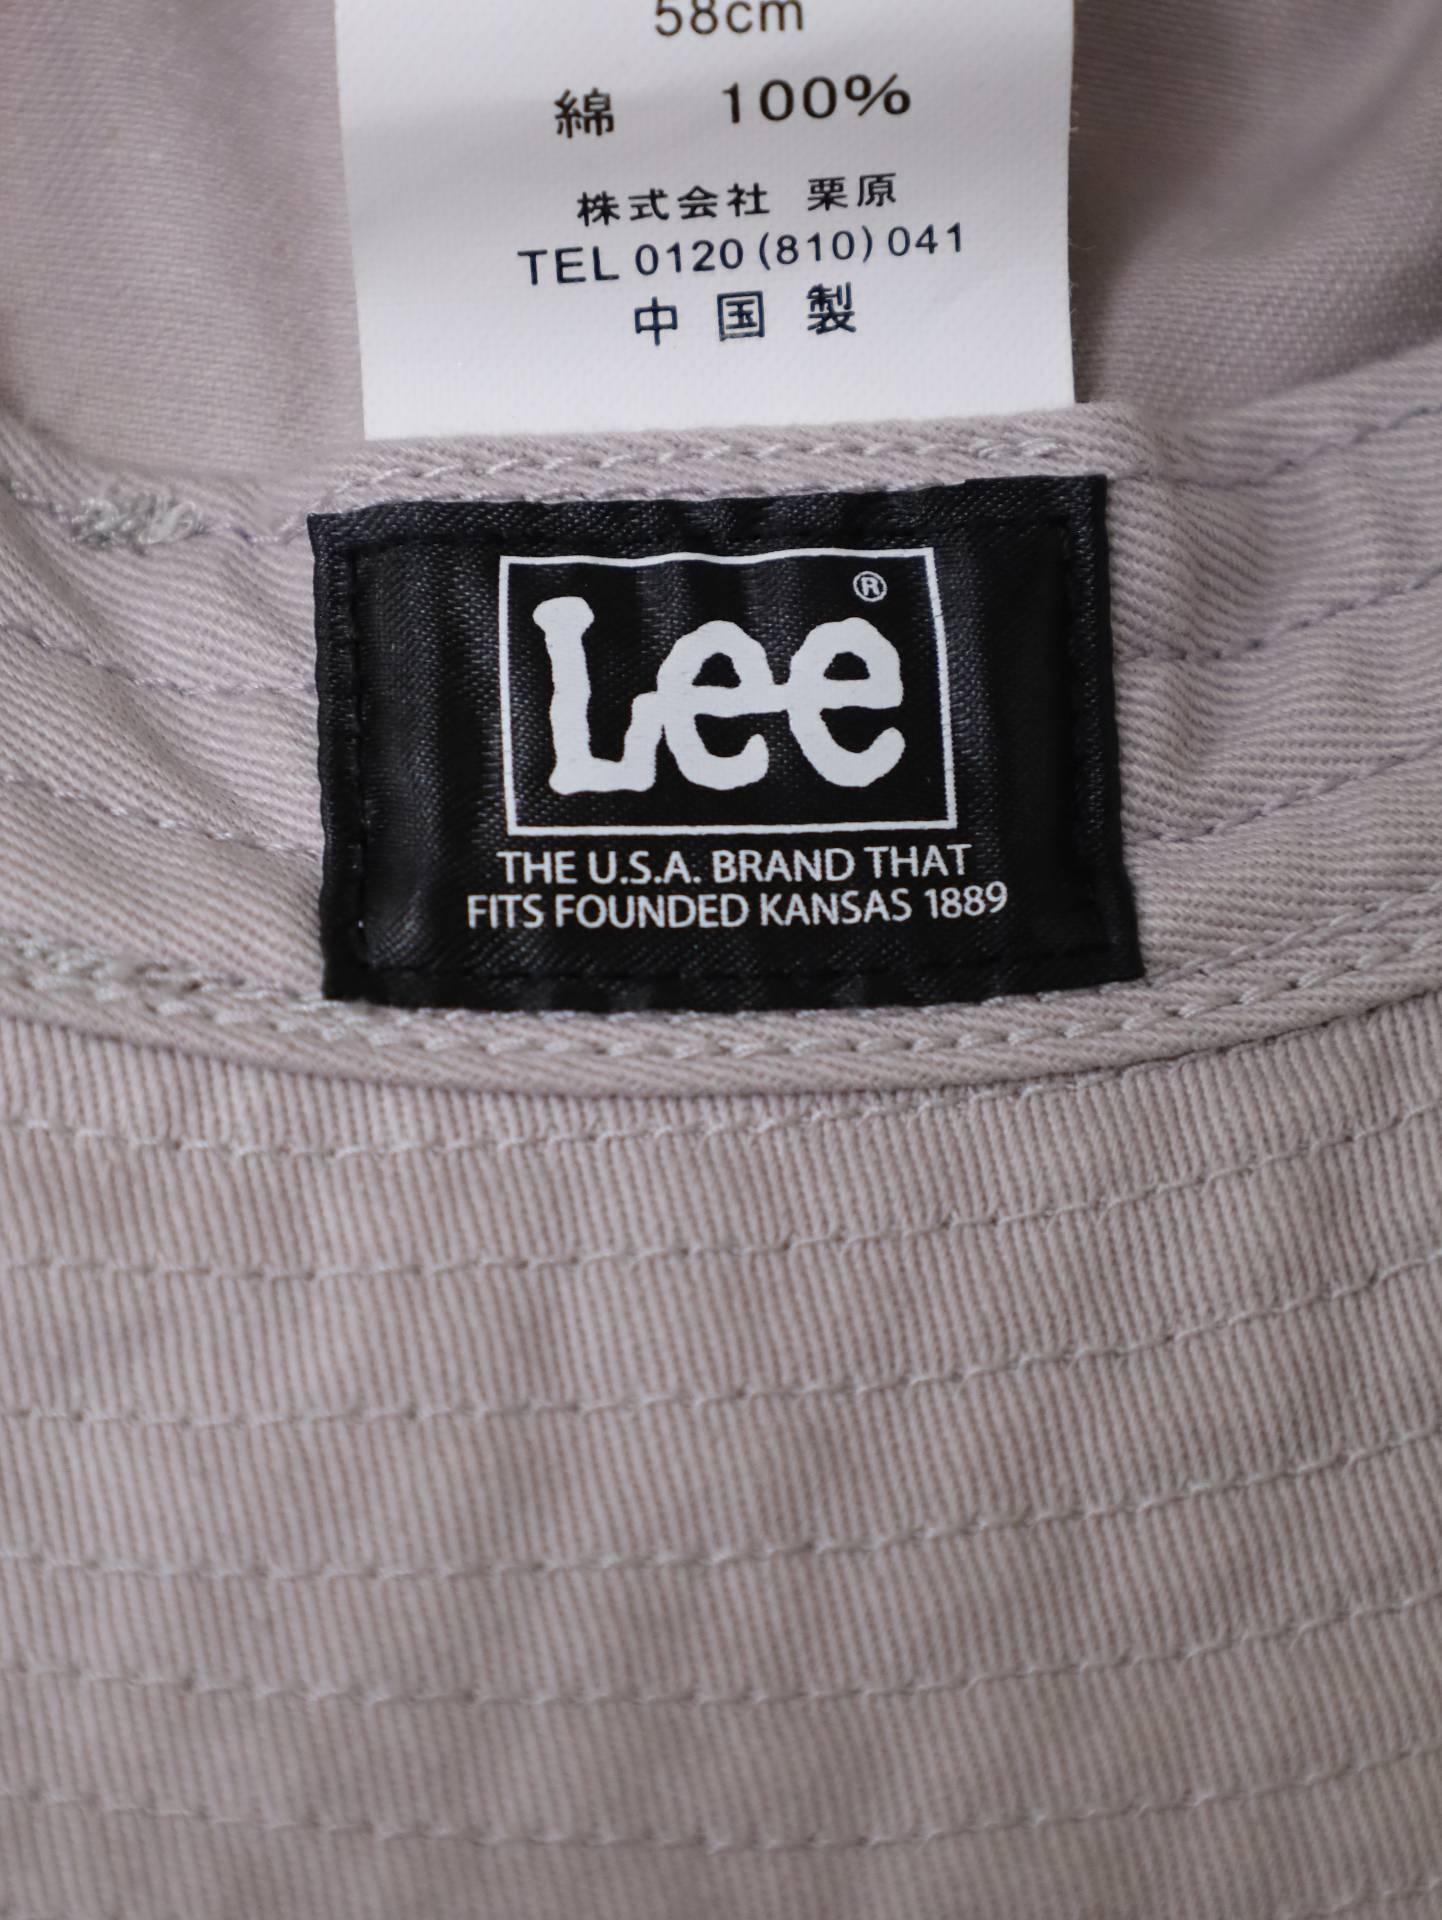 58cm
綿 100%
株式会社 栗原
TEL 0120(810)041
中国製
®
Lee
THE U.S.A. BRAND THAT
FITS FOUNDED KANSAS 1889